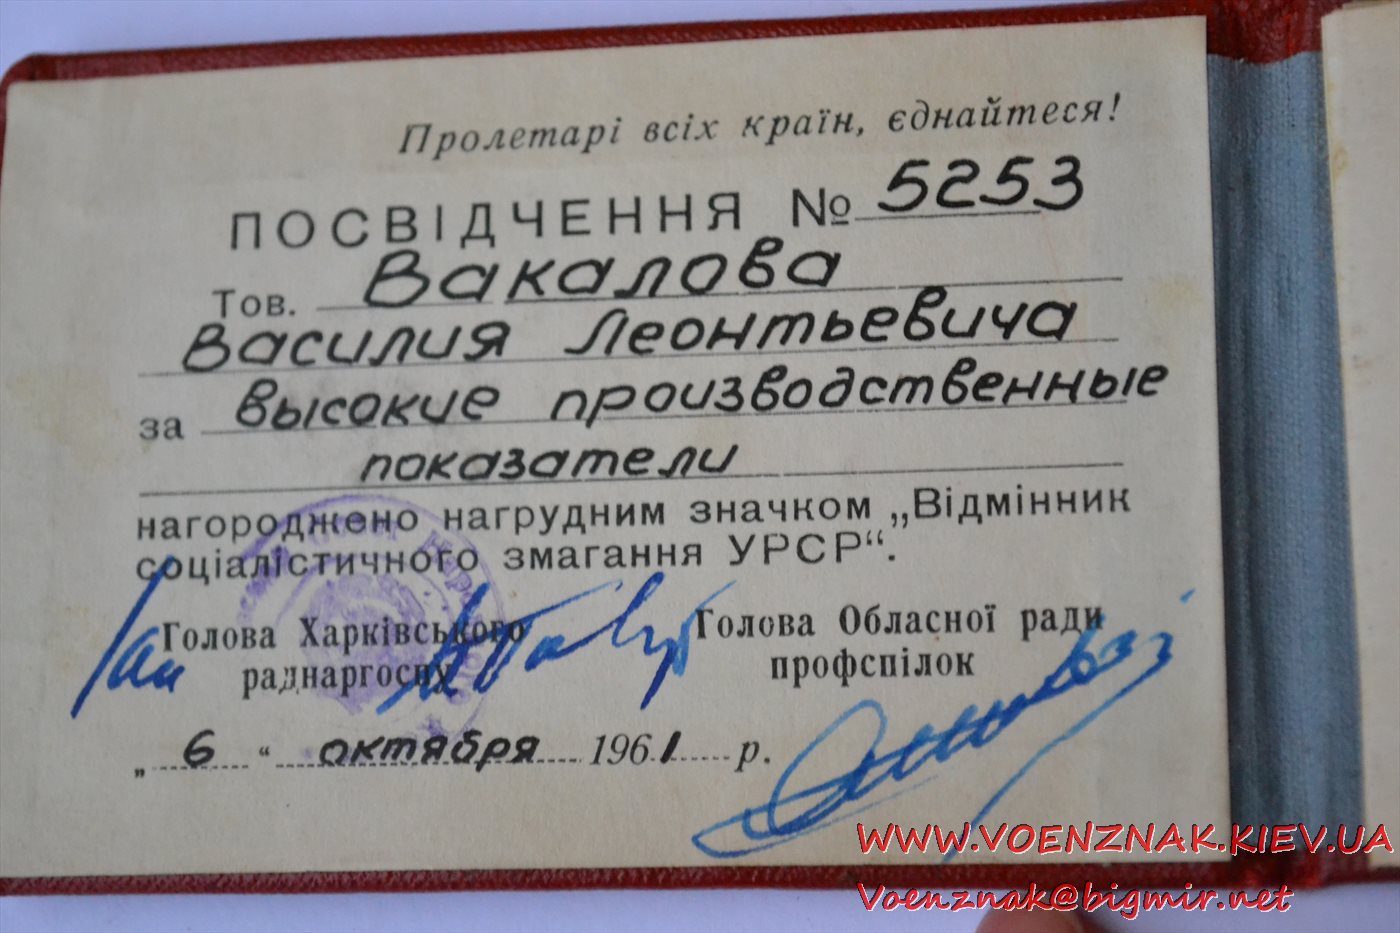 Пролетарі всіх країн, єднайтеся!
ПОСВІДЧЕННЯ № 5253
Тов. Вакалова
Василия Леонтьевича
за высокие производственные
показатели
нагороджено нагрудним значком „Відмінник
соціалістичного змагання УРСР“.
Голова Харківського
раднаргоспу
Голова Обласної ради
профспілок
„ 6 “ октября 1961 р.
WWW.VOENZNAK.KIEV.UA
Voenznak@bigmir.net